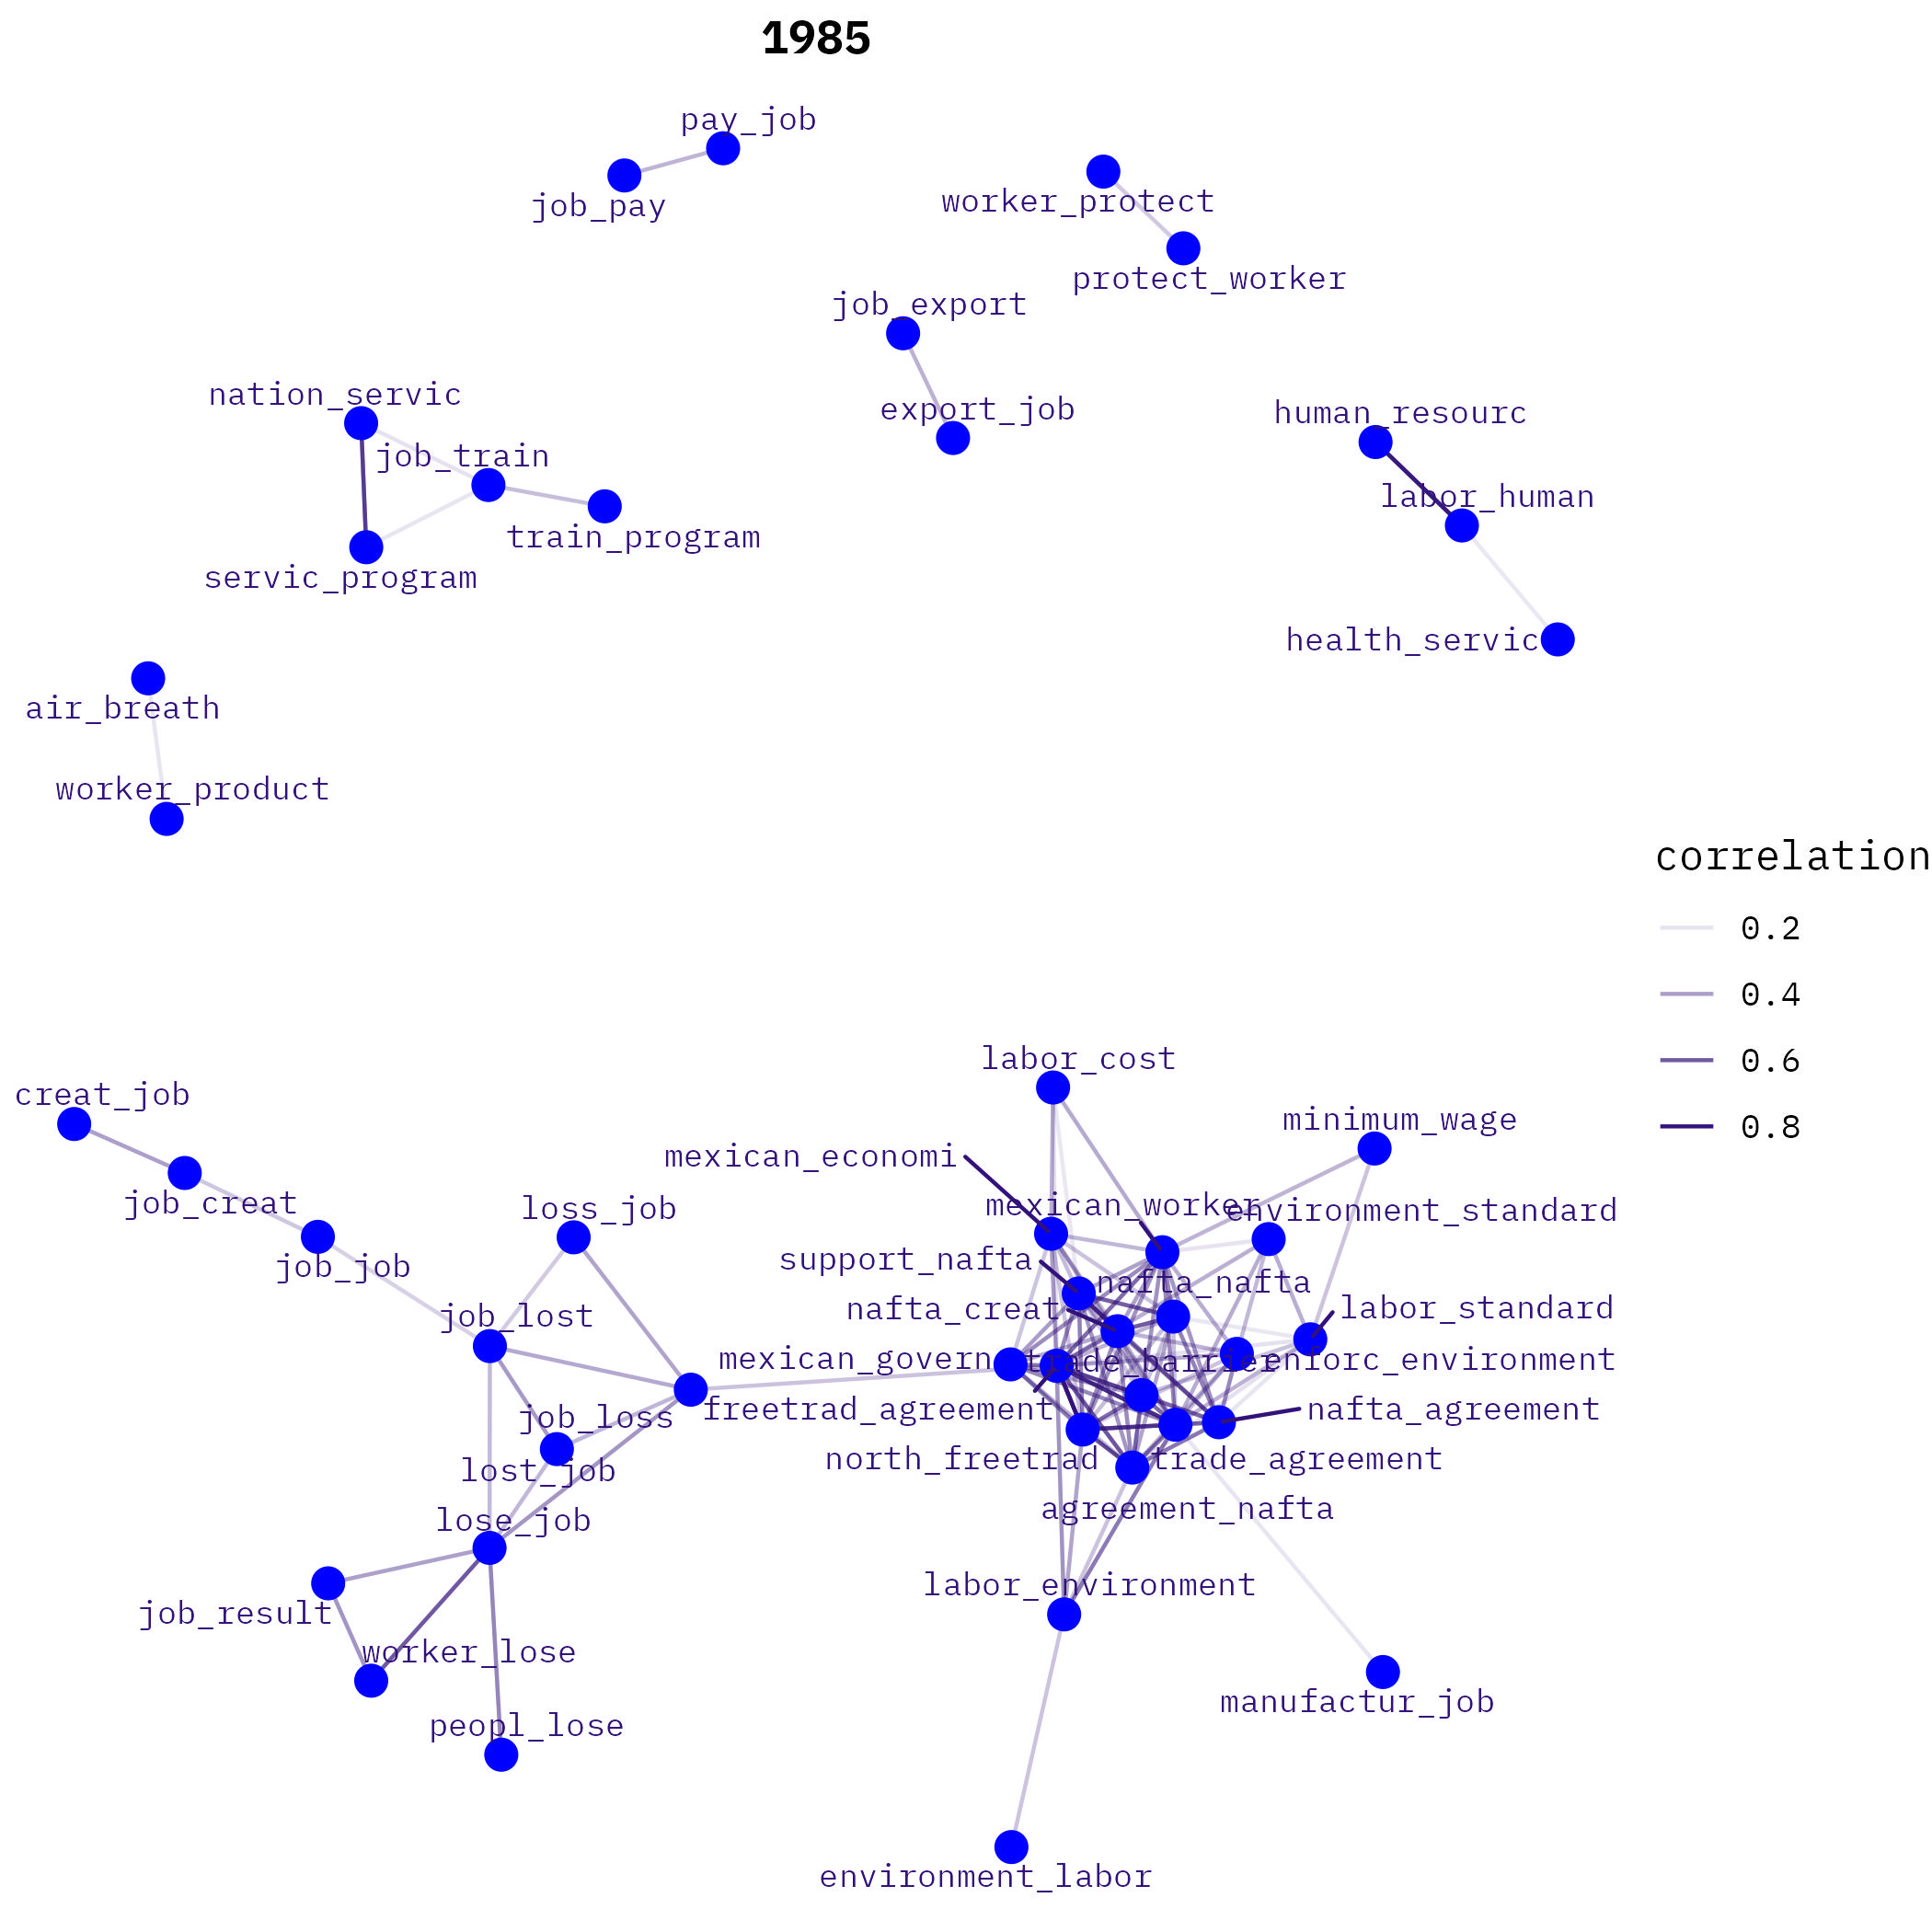 1985
pay_job
job_pay
worker_protect
protect_worker
job_export
export_job
nation_servic
job_train
train_program
servic_program
human_resourc
labor_human
health_servic
air_breath
worker_product
correlation
0.2
0.4
0.6
0.8
labor_cost
creat_job
minimum_wage
mexican_economi
job_creat
loss_job
mexican_worker
environment_standard
job_job
support_nafta
nafta_nafta
nafta_creat
labor_standard
job_lost
mexican_govern
trade_barrier
enforc_environment
freetrad_agreement
nafta_agreement
job_loss
north_freetrad
trade_agreement
lost_job
agreement_nafta
lose_job
labor_environment
job_result
worker_lose
manufactur_job
peopl_lose
environment_labor